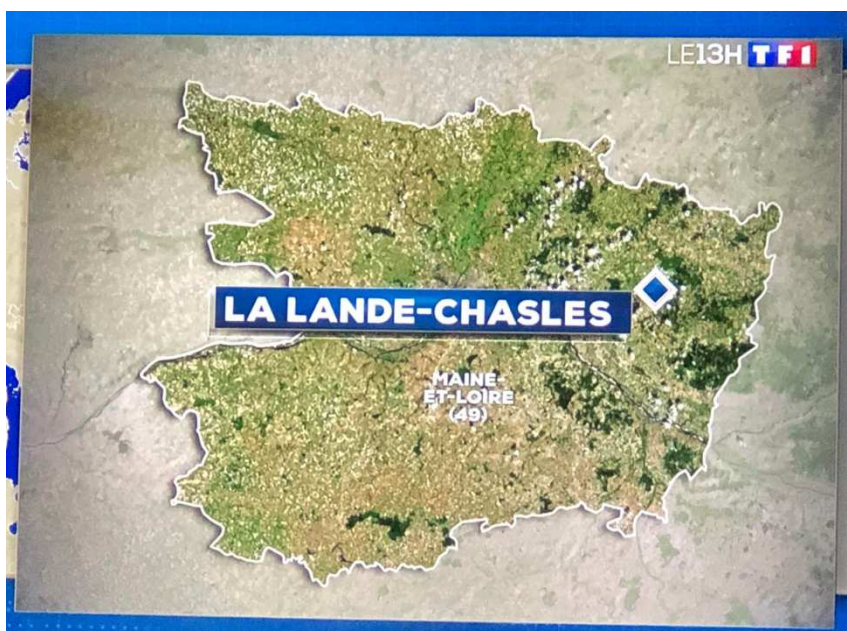 LE13H TF1
LA LANDE-CHASLES
MAINE-
ET-LOIRE
(49)